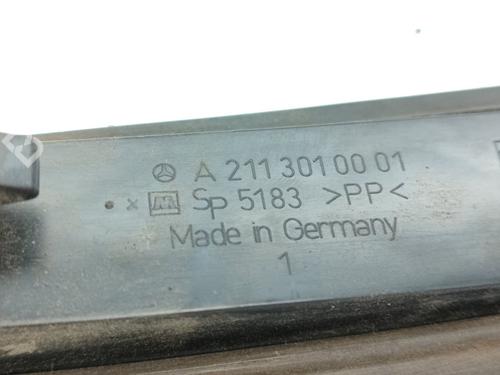 A 211 301 00 01
Sp 5183 >PP<
Made in Germany
1